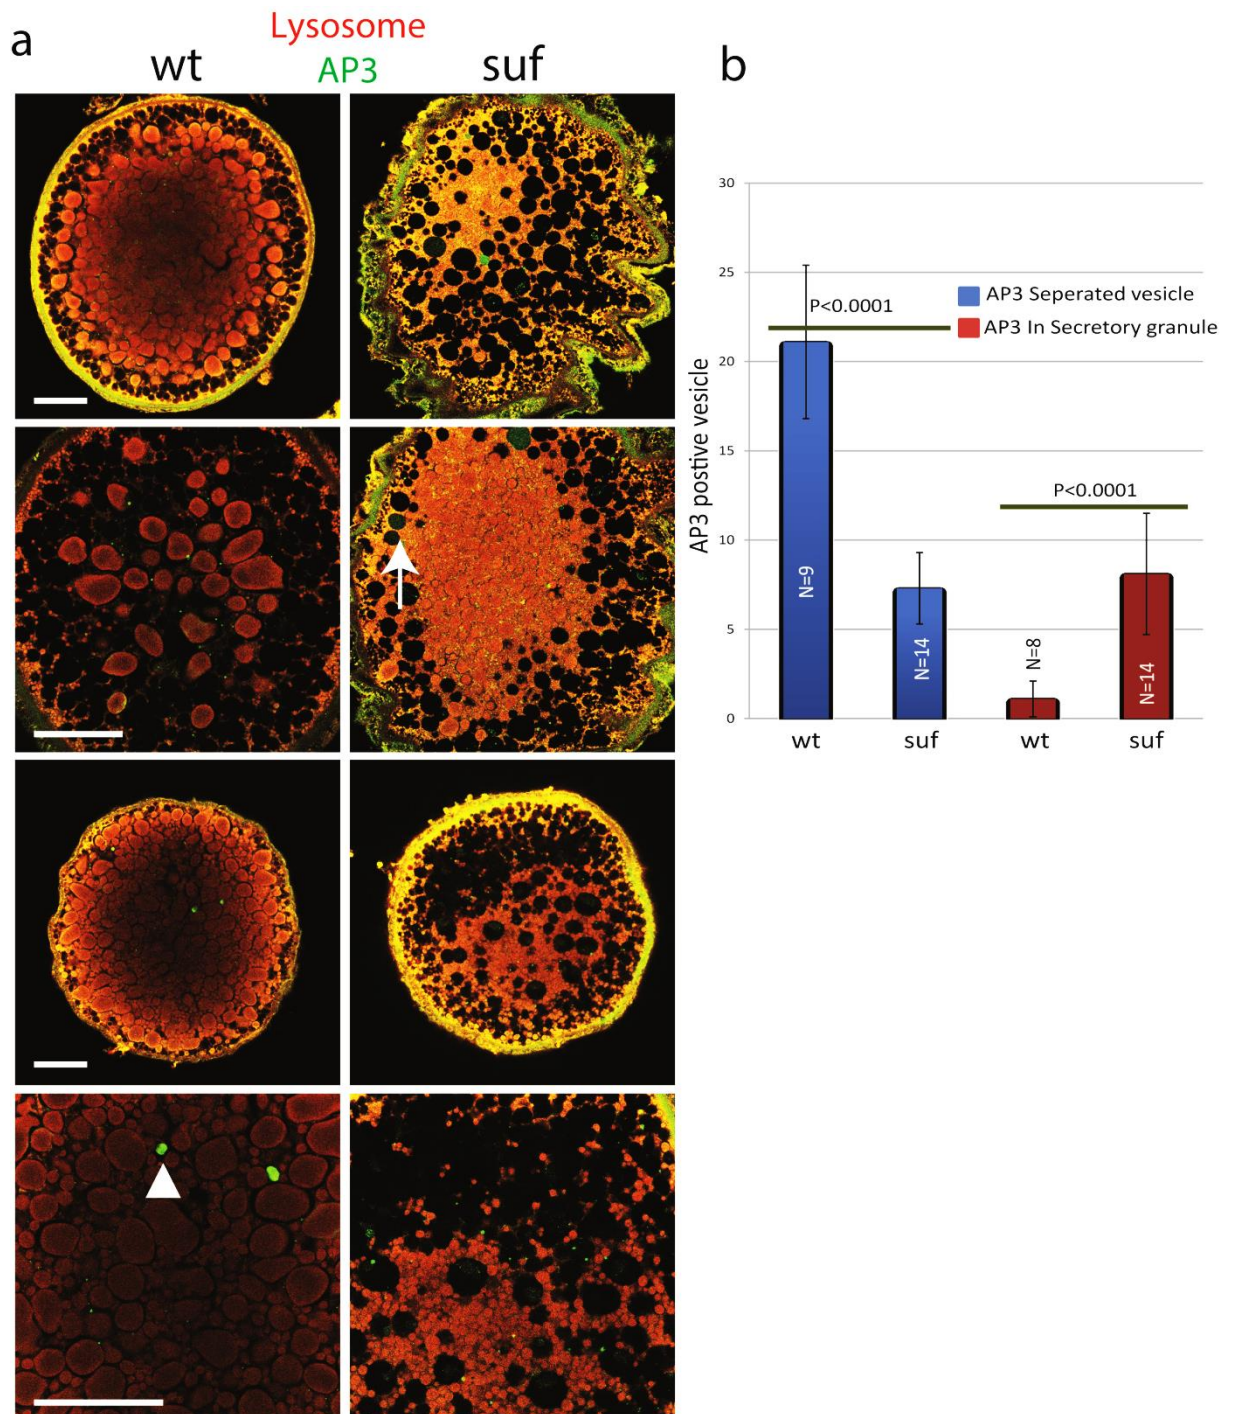 a
Lysosome
wt
AP3
suf
b
30
25
20
15
10
5
0
AP3 postive vesicle
P<0.0001
AP3 Seperated vesicle
AP3 In Secretory granule
P<0.0001
N=9
N=14
N=8
N=14
wt
suf
wt
suf